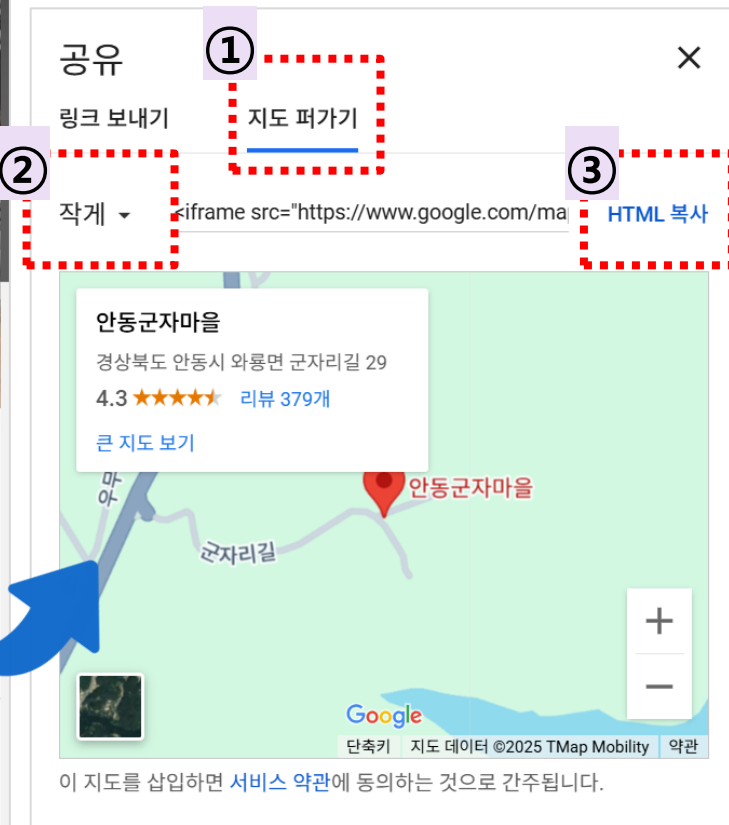 ①
공유
링크 보내기
지도 퍼가기
②
③
작게
<iframe src="https://www.google.com/ma
HTML 복사
안동군자마을
경상북도 안동시 와룡면 군자리길 29
4.3
리뷰 379개
큰 지도 보기
안동군자마을
군자리길
Google
단축키
지도 데이터 ©2025 TMap Mobility
약관
이 지도를 삽입하면 서비스 약관에 동의하는 것으로 간주됩니다.